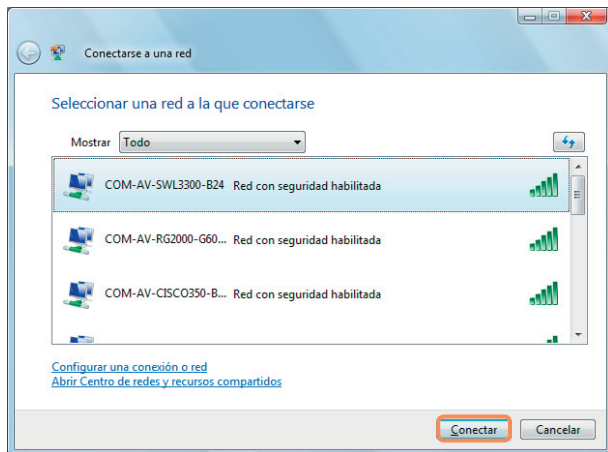 Conectarse a una red
Seleccionar una red a la que conectarse
Mostrar Todo
COM-AV-SWL3300-B24 Red con seguridad habilitada
COM-AV-RG2000-G60... Red con seguridad habilitada
COM-AV-CISCO350-B... Red con seguridad habilitada
Configurar una conexión o red
Abrir Centro de redes y recursos compartidos
Conectar Cancelar